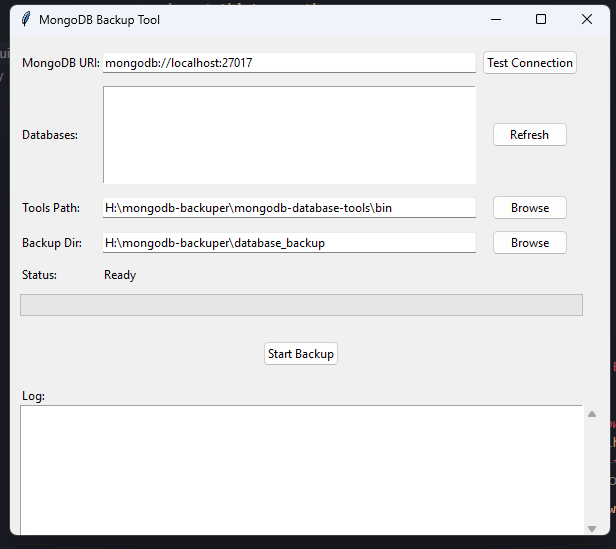 MongoDB Backup Tool
MongoDB URI: mongodb://localhost:27017 Test Connection
Databases: Refresh
Tools Path: H:\mongodb-backuper\mongodb-database-tools\bin Browse
Backup Dir: H:\mongodb-backuper\database_backup Browse
Status: Ready
Start Backup
Log: